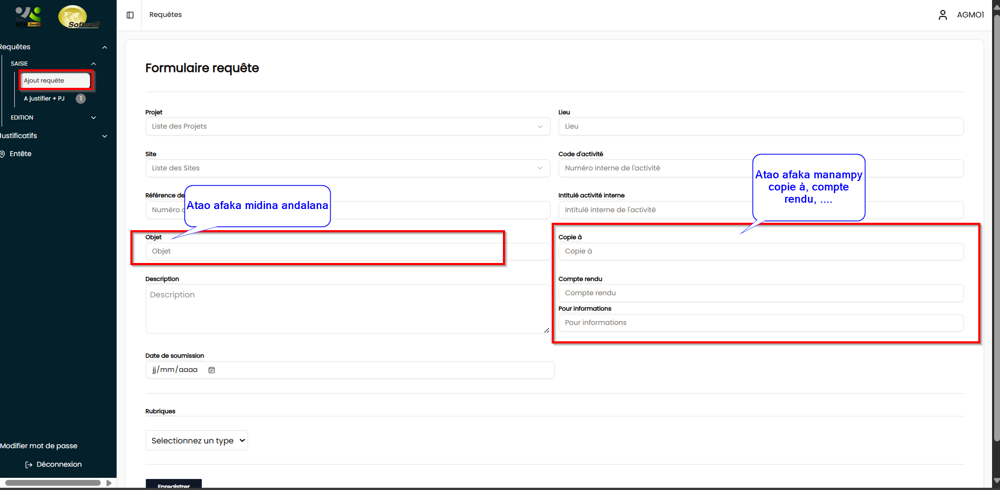 UCP Santé
Softwell
Requêtes
AGMO1
Requêtes
SAISIE
Ajout requête
A justifier + PJ 1
EDITION
Justificatifs
Entête
Modifier mot de passe
Déconnexion
Formulaire requête
Projet
Liste des Projets
Lieu
Lieu
Site
Liste des Sites
Code d'activité
Numéro interne de l'activité
Référence de
Numéro
Intitulé activité interne
Intitulé interne de l'activité
Atao afaka midina andalana
Atao afaka manampy
copie à, compte
rendu, ....
Objet
Objet
Copie à
Copie à
Description
Description
Compte rendu
Compte rendu
Pour informations
Pour informations
Date de soumission
jj/mm/aaaa
Rubriques
Selectionnez un type
Enregistrer